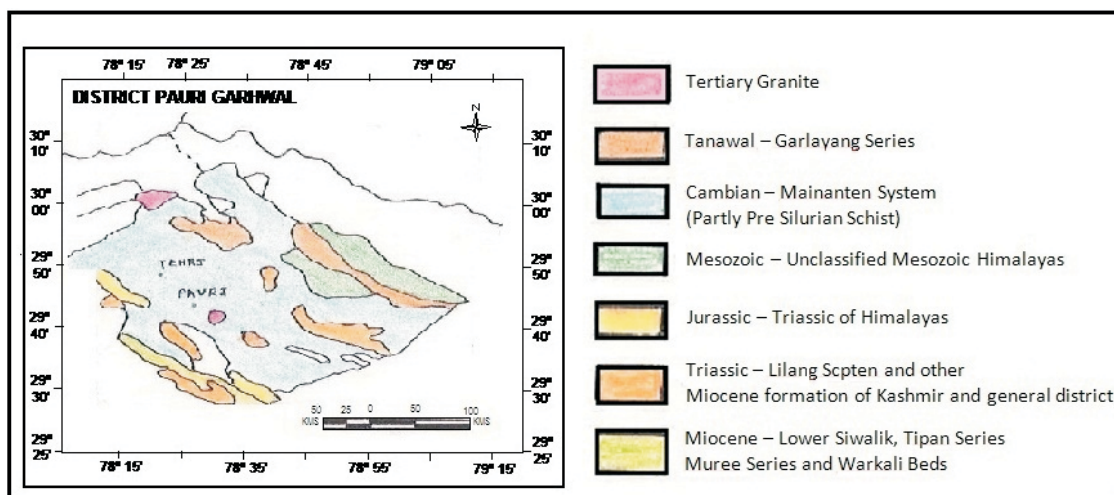 78° 15' 78° 25' 78° 45' 79° 05'
DISTRICT PAURI GARHWAL
N
30° 10' 30° 10'
30° 00' 30° 00'
29° 50' 29° 50'
29° 40' 29° 40'
29° 30' 29° 30'
29° 25' 29° 25'
TEHRS
PAURI
50 25 0 50 100
KMS KMS
78° 15' 78° 35' 78° 55' 79° 15'
Tertiary Granite
Tanawal – Garlayang Series
Cambian – Mainanten System
(Partly Pre Silurian Schist)
Mesozoic – Unclassified Mesozoic Himalayas
Jurassic – Triassic of Himalayas
Triassic – Lilang Scpten and other
Miocene formation of Kashmir and general district
Miocene – Lower Siwalik, Tipan Series
Muree Series and Warkali Beds